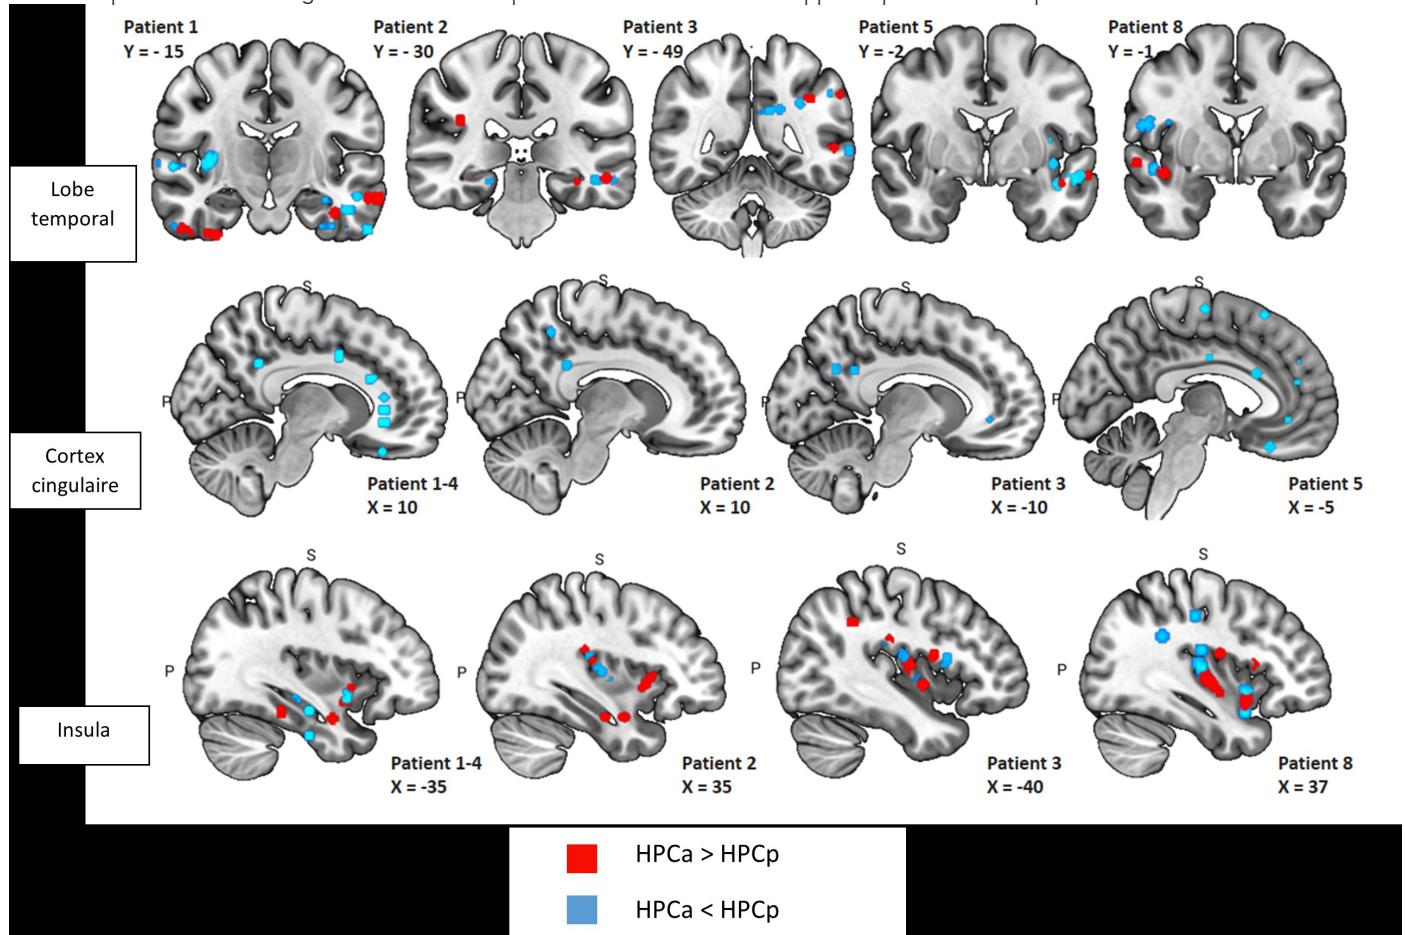 Patient 1
Y = - 15
Patient 2
Y = - 30
Patient 3
Y = - 49
Patient 5
Y = -2
Patient 8
Y = -1
Lobe
temporal
S
S
S
S
P
P
P
P
Cortex
cingulaire
Patient 1-4
X = 10
Patient 2
X = 10
Patient 3
X = -10
Patient 5
X = -5
S
S
S
S
P
P
P
P
Insula
Patient 1-4
X = -35
Patient 2
X = 35
Patient 3
X = -40
Patient 8
X = 37
HPCa > HPCp
HPCa < HPCp